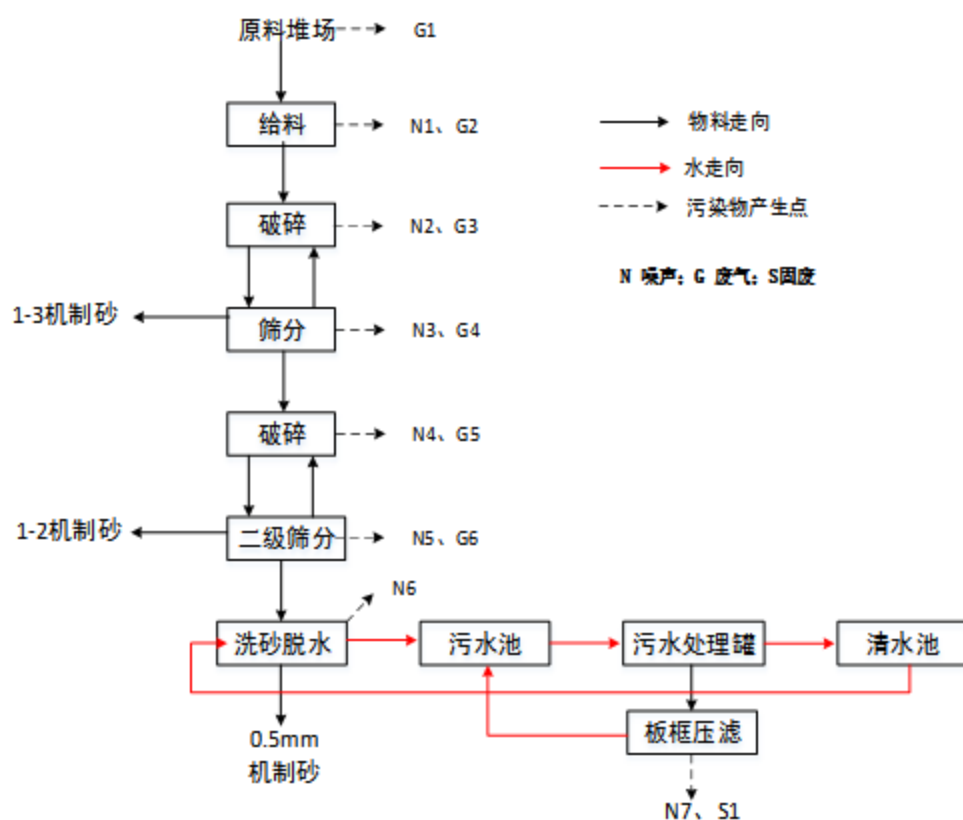 原料堆场
G1
给料
N1、G2
物料走向
水走向
破碎
N2、G3
污染物产生点
N 噪声；G 废气；S固废
1-3机制砂
筛分
N3、G4
破碎
N4、G5
1-2机制砂
二级筛分
N5、G6
N6
洗砂脱水
污水池
污水处理罐
清水池
0.5mm
机制砂
板框压滤
N7、S1